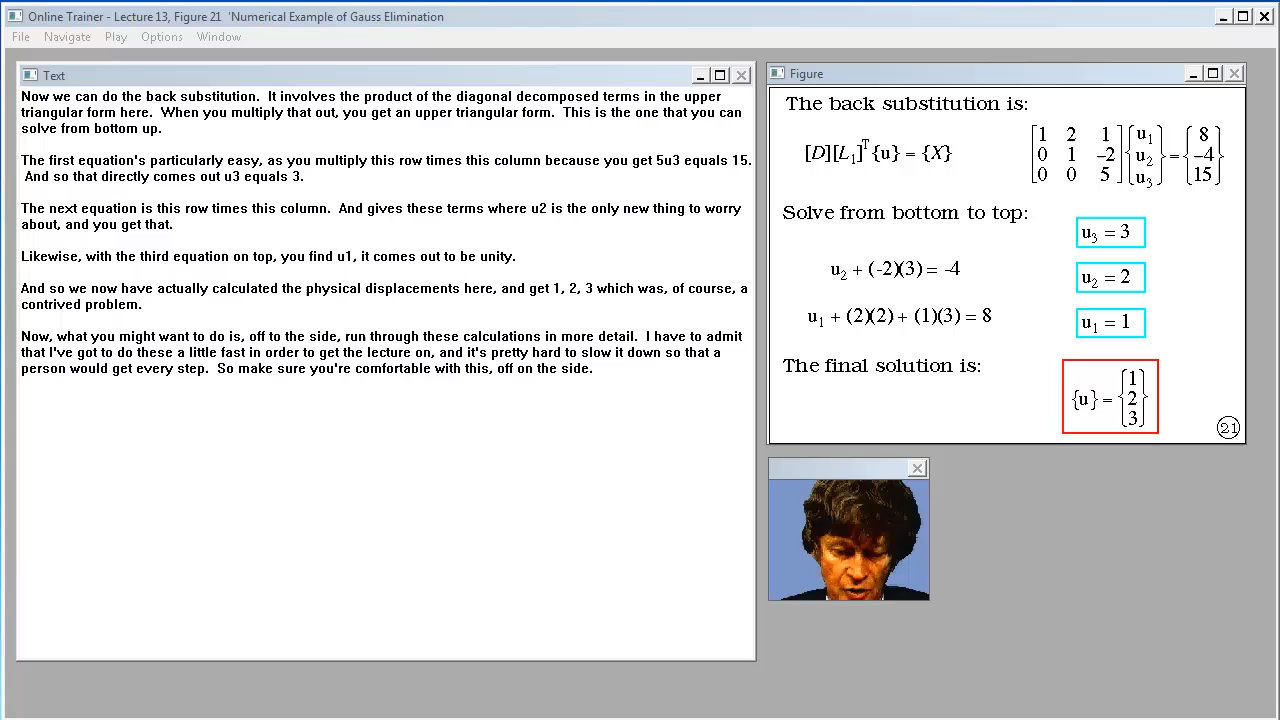 Online Trainer - Lecture 13, Figure 21 'Numerical Example of Gauss Elimination
File Navigate Play Options Window
Text
Now we can do the back substitution. It involves the product of the diagonal decomposed terms in the upper
triangular form here. When you multiply that out, you get an upper triangular form. This is the one that you can
solve from bottom up.
The first equation's particularly easy, as you multiply this row times this column because you get 5u3 equals 15.
And so that directly comes out u3 equals 3.
The next equation is this row times this column. And gives these terms where u2 is the only new thing to worry
about, and you get that.
Likewise, with the third equation on top, you find u1, it comes out to be unity.
And so we now have actually calculated the physical displacements here, and get 1, 2, 3 which was, of course, a
contrived problem.
Now, what you might want to do is, off to the side, run through these calculations in more detail. I have to admit
that I've got to do these a little fast in order to get the lecture on, and it's pretty hard to slow it down so that a
person would get every step. So make sure you're comfortable with this, off on the side.
Figure
The back substitution is:
[D][L₁]ᵀ{u} = {X}
1 2 1 u₁ 8
0 1 –2 u₂ = –4
0 0 5 u₃ 15
Solve from bottom to top:
u₃ = 3
u₂ + (-2)(3) = -4
u₂ = 2
u₁ + (2)(2) + (1)(3) = 8
u₁ = 1
The final solution is:
1
{u} = 2
3
21